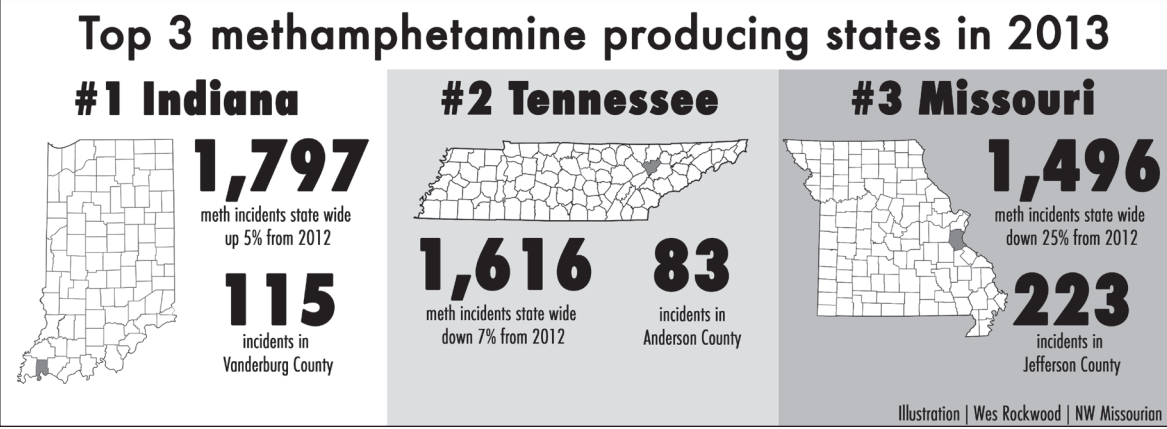 Top 3 methamphetamine producing states in 2013
#1 Indiana
1,797
meth incidents state wide
up 5% from 2012
115
incidents in
Vanderburg County
#2 Tennessee
1,616
meth incidents state wide
down 7% from 2012
83
incidents in
Anderson County
#3 Missouri
1,496
meth incidents state wide
down 25% from 2012
223
incidents in
Jefferson County
Illustration | Wes Rockwood | NW Missourian